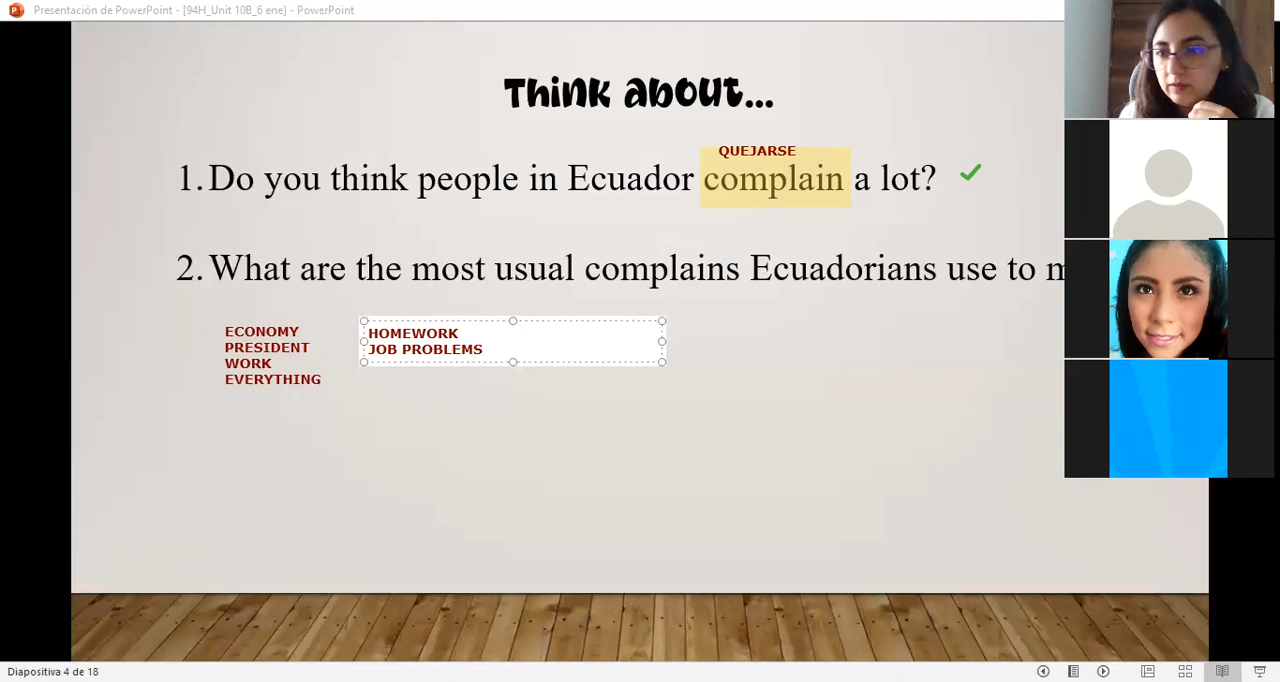 Presentación de PowerPoint - [94H_Unit 10B_6 ene] - PowerPoint
Think about...
QUEJARSE
1. Do you think people in Ecuador complain a lot?
2. What are the most usual complains Ecuadorians use to
ECONOMY
PRESIDENT
WORK
EVERYTHING
HOMEWORK
JOB PROBLEMS
Diapositiva 4 de 18